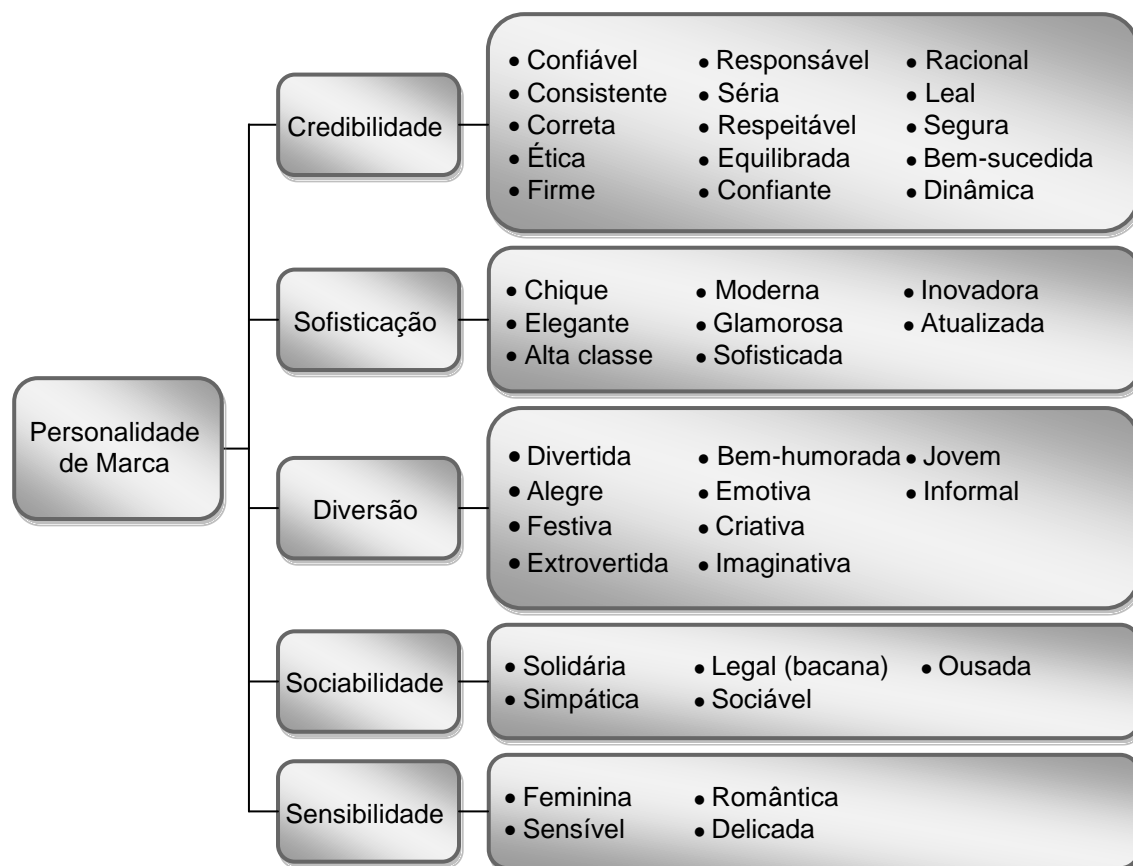 Personalidade
de Marca
Credibilidade
• Confiável • Responsável • Racional
• Consistente • Séria • Leal
• Correta • Respeitável • Segura
• Ética • Equilibrada • Bem-sucedida
• Firme • Confiante • Dinâmica
Sofisticação
• Chique • Moderna • Inovadora
• Elegante • Glamorosa • Atualizada
• Alta classe • Sofisticada
Diversão
• Divertida • Bem-humorada • Jovem
• Alegre • Emotiva • Informal
• Festiva • Criativa
• Extrovertida • Imaginativa
Sociabilidade
• Solidária • Legal (bacana) • Ousada
• Simpática • Sociável
Sensibilidade
• Feminina • Romântica
• Sensível • Delicada